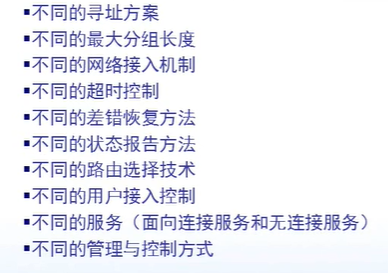 ▪不同的寻址方案
▪不同的最大分组长度
▪不同的网络接入机制
▪不同的超时控制
▪不同的差错恢复方法
▪不同的状态报告方法
▪不同的路由选择技术
▪不同的用户接入控制
▪不同的服务（面向连接服务和无连接服务）
▪不同的管理与控制方式